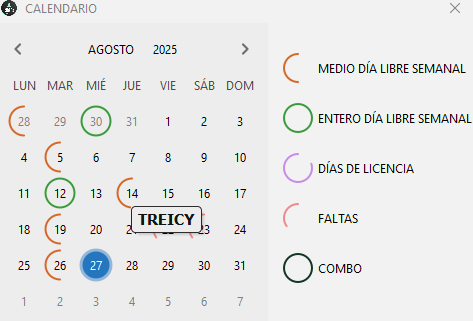 CALENDARIO
AGOSTO 2025
LUN MAR MIÉ JUE VIE SÁB DOM
28 29 30 31 1 2 3
4 5 6 7 8 9 10
11 12 13 14 15 16 17
TREICY
18 19 20 21 22 23 24
25 26 27 28 29 30 31
1 2 3 4 5 6 7
MEDIO DÍA LIBRE SEMANAL
ENTERO DÍA LIBRE SEMANAL
DÍAS DE LICENCIA
FALTAS
COMBO